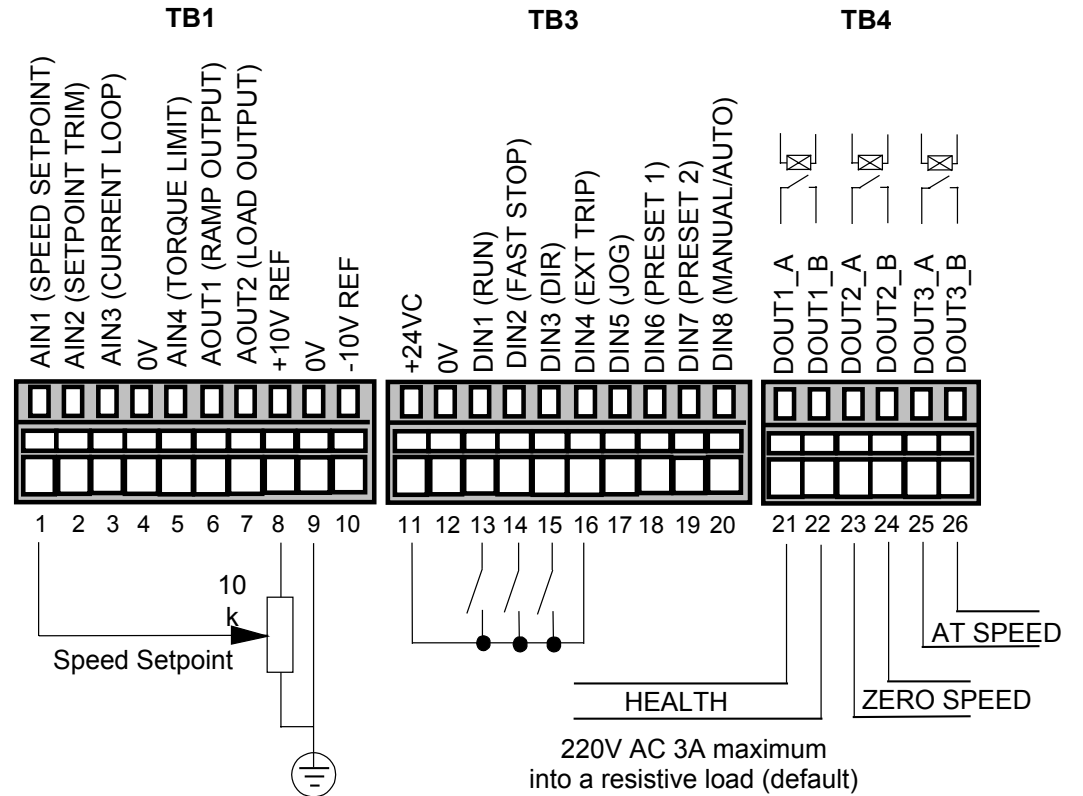 TB1
TB3
TB4
AIN1 (SPEED SETPOINT)
AIN2 (SETPOINT TRIM)
AIN3 (CURRENT LOOP)
0V
AIN4 (TORQUE LIMIT)
AOUT1 (RAMP OUTPUT)
AOUT2 (LOAD OUTPUT)
+10V REF
0V
-10V REF
+24VC
0V
DIN1 (RUN)
DIN2 (FAST STOP)
DIN3 (DIR)
DIN4 (EXT TRIP)
DIN5 (JOG)
DIN6 (PRESET 1)
DIN7 (PRESET 2)
DIN8 (MANUAL/AUTO)
DOUT1_A
DOUT1_B
DOUT2_A
DOUT2_B
DOUT3_A
DOUT3_B
1 2 3 4 5 6 7 8 9 10
11 12 13 14 15 16 17 18 19 20
21 22 23 24 25 26
10
k
Speed Setpoint
AT SPEED
HEALTH
ZERO SPEED
220V AC 3A maximum
into a resistive load (default)